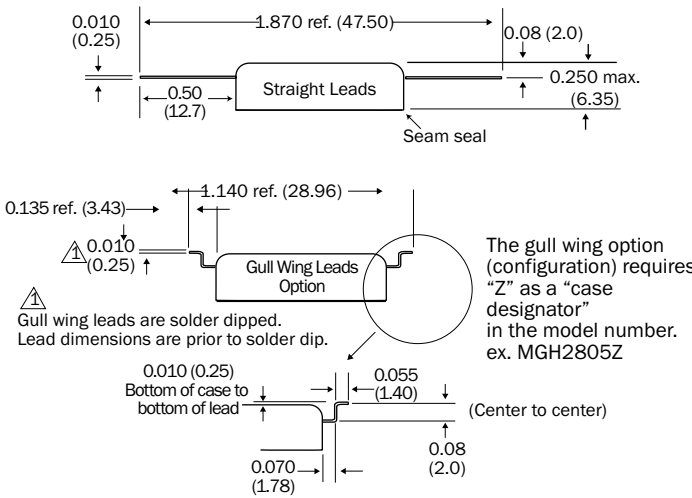 0.010
(0.25)
1.870 ref. (47.50)
0.08 (2.0)
0.250 max.
(6.35)
0.50
(12.7)
Straight Leads
Seam seal
1.140 ref. (28.96)
0.135 ref. (3.43)
1 0.010
(0.25)
Gull Wing Leads
Option
The gull wing option
(configuration) requires
“Z” as a “case
designator”
in the model number.
ex. MGH2805Z
1
Gull wing leads are solder dipped.
Lead dimensions are prior to solder dip.
0.010 (0.25)
Bottom of case to
bottom of lead
0.055
(1.40)
(Center to center)
0.08
(2.0)
0.070
(1.78)